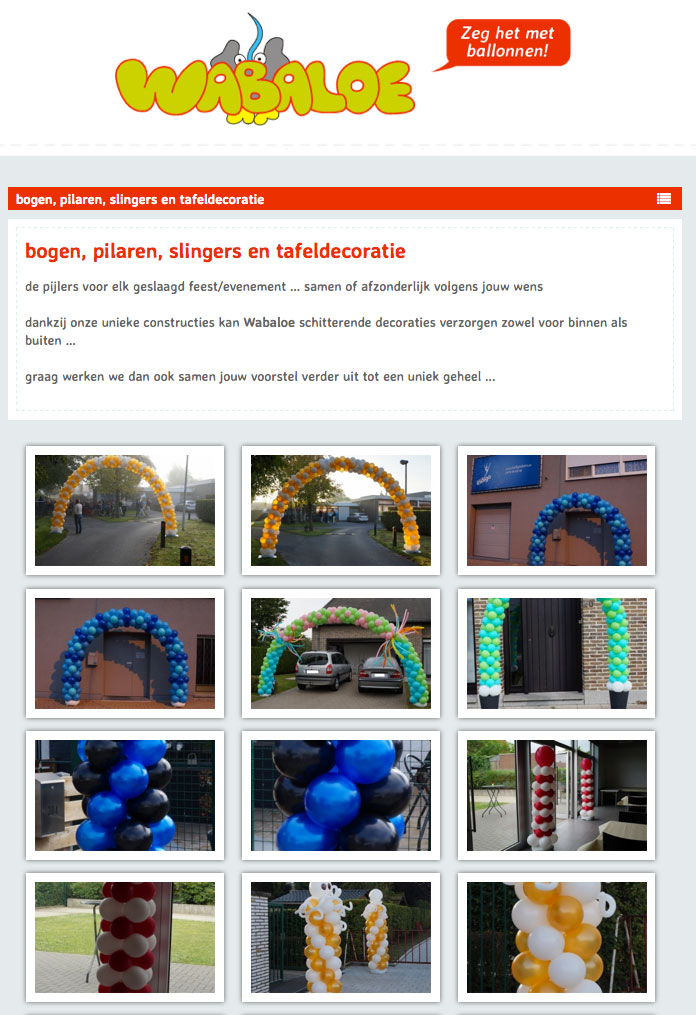 WABALOE
Zeg het met
ballonnen!
bogen, pilaren, slingers en tafeldecoratie
bogen, pilaren, slingers en tafeldecoratie
de pijlers voor elk geslaagd feest/evenement ... samen of afzonderlijk volgens jouw wens
dankzij onze unieke constructies kan Wabaloe schitterende decoraties verzorgen zowel voor binnen als
buiten ...
graag werken we dan ook samen jouw voorstel verder uit tot een uniek geheel ...